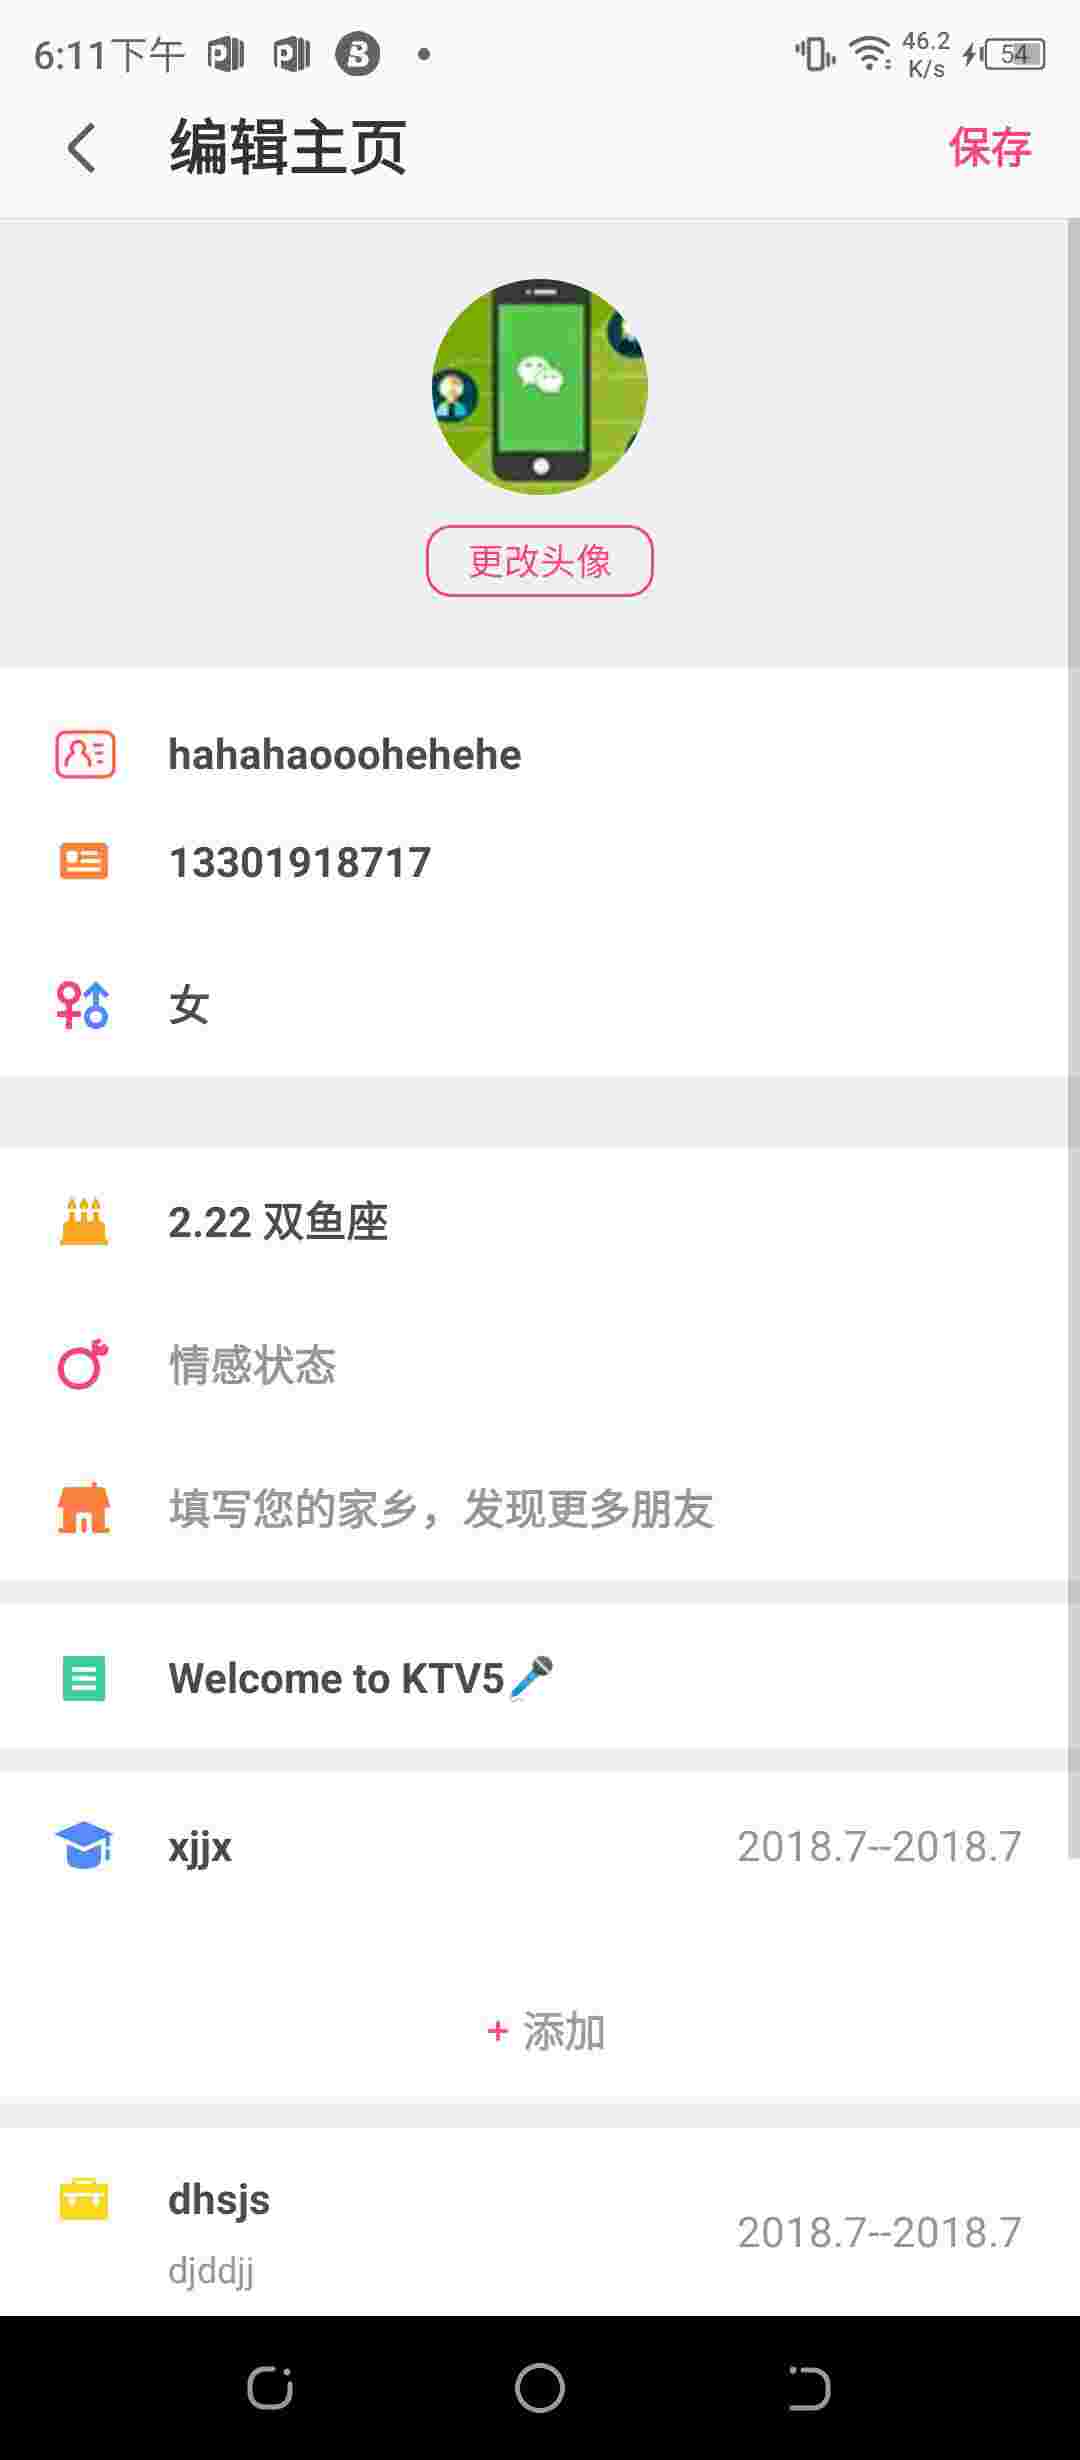 6:11下午
46.2
K/s
54
编辑主页
保存
更改头像
hahahaooohehehe
13301918717
女
2.22 双鱼座
情感状态
填写您的家乡，发现更多朋友
Welcome to KTV5🎤
xjjx
2018.7--2018.7
+ 添加
dhsjs
2018.7--2018.7
djddjj